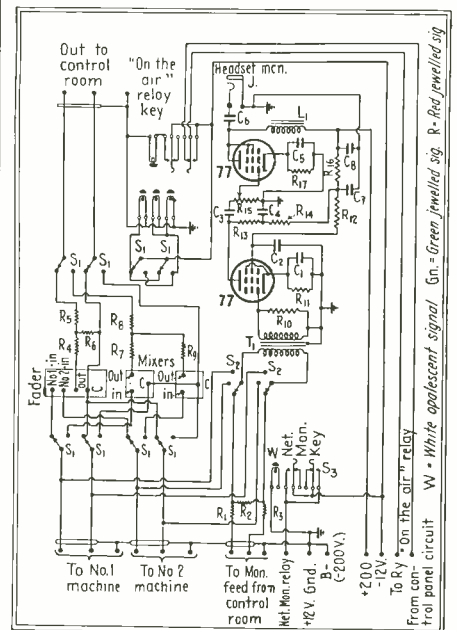 Out to
control
room
"On the
air"
relay
key
Headset mon.
J.
C6
L1
77
C5
R17
R16
C8
C7
R15
C3
C4
R14
R12
R13
C2
77
C1
R11
R10
T1
S1
S1
S1
S1
R5
R4
R6
R8
R7
R9
Mixers
Fader
No1-in
No2-in
out
C
Out
in
C
Out
in
C
S2
S2
S1
S1
S1
S1
W
Net.
Mon.
Key
S3
R1
R2
R3
To No.1
machine
To No 2
machine
To Mon.
feed from
control
room
Net. Mon. relay
+12V. Gnd.
B-
(-200V.)
+200
-12V.
To Ry "On the air" relay
From con-
trol panel circuit
W = White opalescent signal Gn. = Green jewelled sig. R = Red jewelled sig